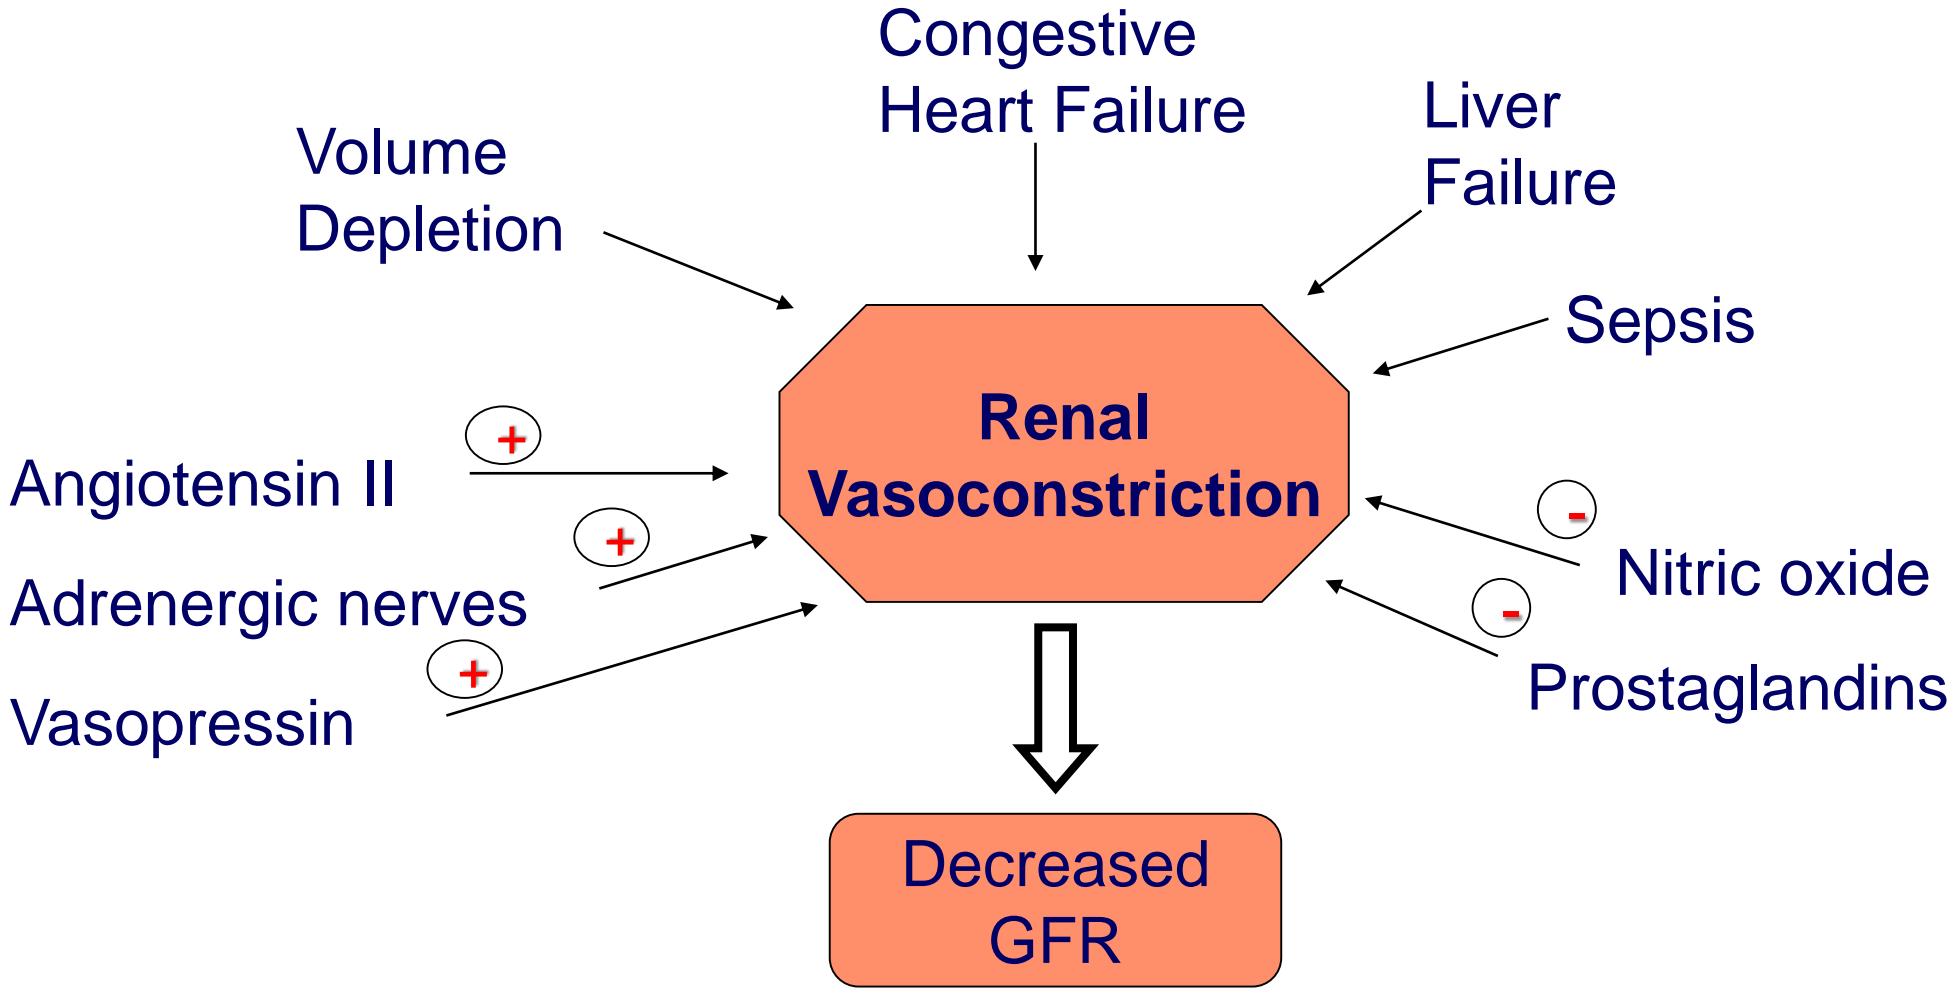 Congestive
Heart Failure
Liver
Failure
Volume
Depletion
Sepsis
Renal
Vasoconstriction
+
Angiotensin II
+
Adrenergic nerves
+
Vasopressin
-
Nitric oxide
-
Prostaglandins
Decreased
GFR